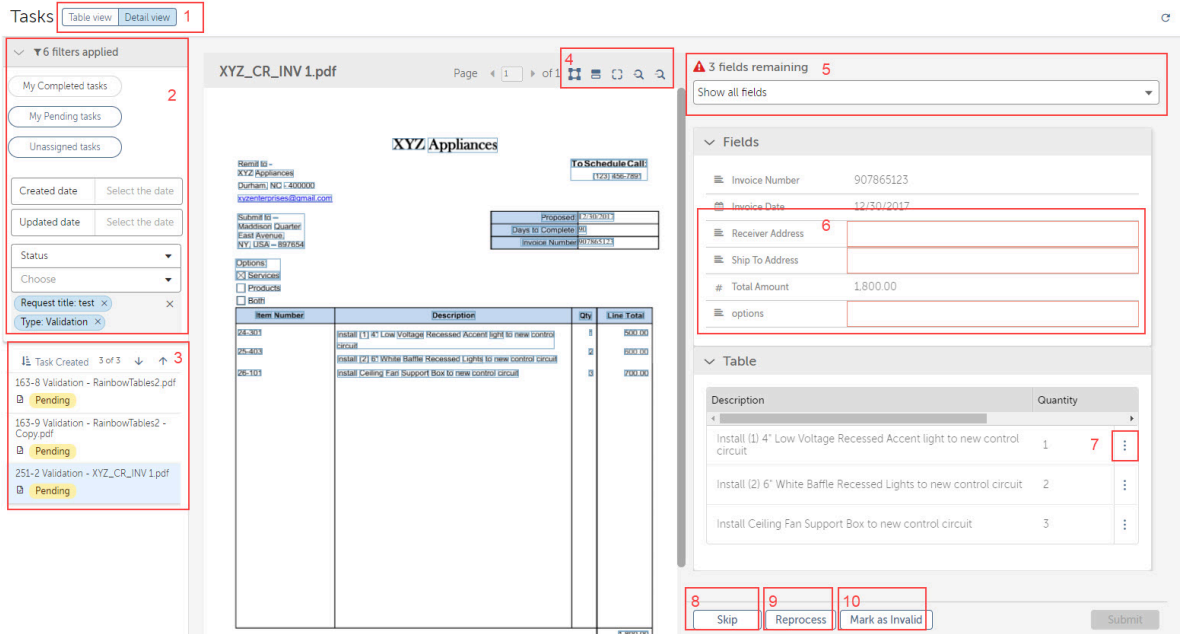 Tasks Table view Detail view 1
6 filters applied
My Completed tasks
2
My Pending tasks
Unassigned tasks
Created date Select the date
Updated date Select the date
Status
Choose
Request title: test ×
Type: Validation ×
Task Created 3 of 3 3
163-8 Validation - RainbowTables2.pdf
Pending
163-9 Validation - RainbowTables2 -
Copy.pdf
Pending
251-2 Validation - XYZ_CR_INV 1.pdf
Pending
4
XYZ_CR_INV 1.pdf Page 1 of 1
XYZ Appliances
Remit to –
XYZ Appliances
Durham, NC - 400000
xyzenterprises@gmail.com
To Schedule Call:
(123) 456-7891
Submit to –
Maddison Quarter
East Avenue,
NY, USA – 897654
Proposed 12/30/2017
Days to Complete 90
Invoice Number 907865123
Options:
Services
Products
Both
Item Number Description Qty Line Total
24-301 Install (1) 4" Low Voltage Recessed Accent light to new control 1 500.00
circuit
25-403 Install (2) 6" White Baffle Recessed Lights to new control circuit 2 600.00
26-101 Install Ceiling Fan Support Box to new control circuit 3 700.00
1,800.00
3 fields remaining 5
Show all fields
Fields
Invoice Number 907865123
Invoice Date 12/30/2017
Receiver Address 6
Ship To Address
# Total Amount 1,800.00
options
Table
Description Quantity
Install (1) 4" Low Voltage Recessed Accent light to new control
circuit 1 7
Install (2) 6" White Baffle Recessed Lights to new control circuit 2
Install Ceiling Fan Support Box to new control circuit 3
8 9 10
Skip Reprocess Mark as Invalid Submit